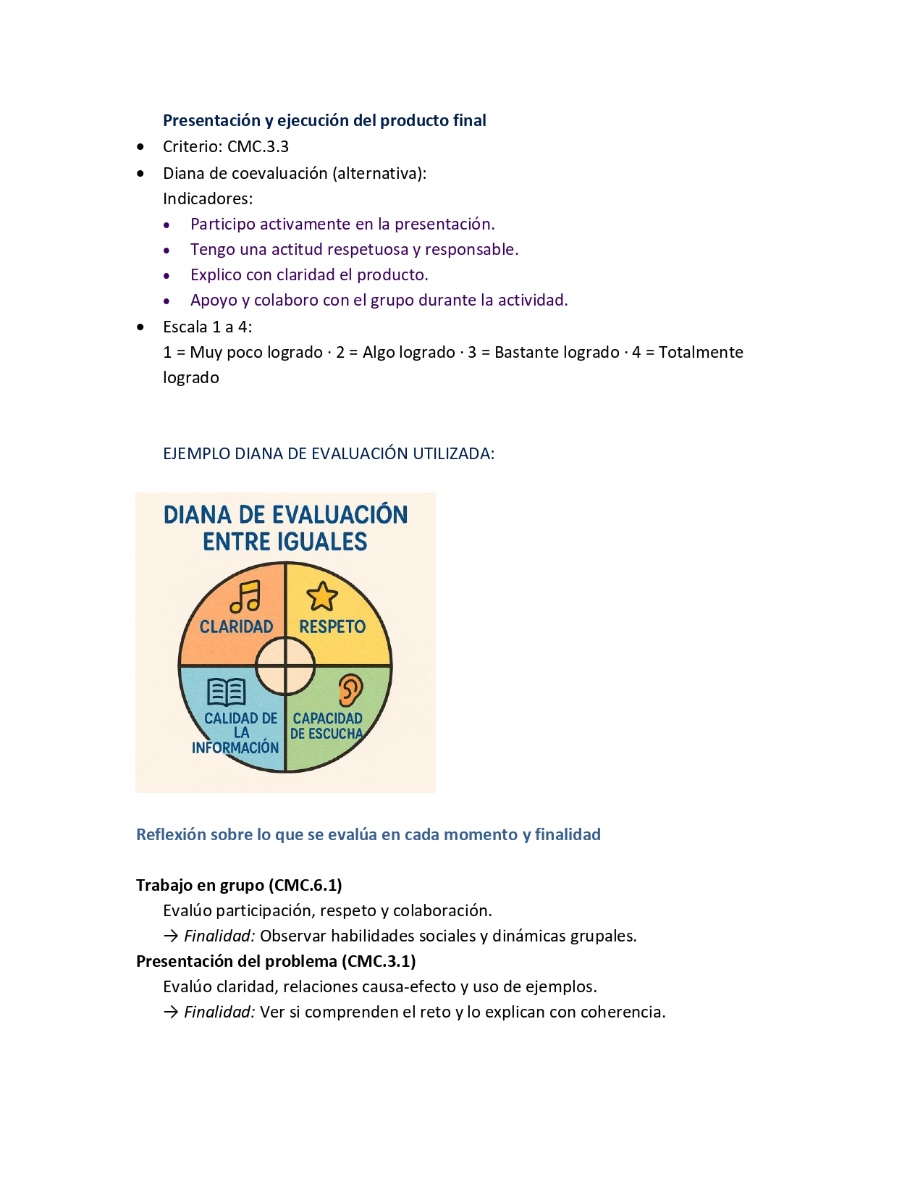 Presentación y ejecución del producto final
• Criterio: CMC.3.3
• Diana de coevaluación (alternativa):
Indicadores:
• Participo activamente en la presentación.
• Tengo una actitud respetuosa y responsable.
• Explico con claridad el producto.
• Apoyo y colaboro con el grupo durante la actividad.
• Escala 1 a 4:
1 = Muy poco logrado · 2 = Algo logrado · 3 = Bastante logrado · 4 = Totalmente
logrado
EJEMPLO DIANA DE EVALUACIÓN UTILIZADA:
DIANA DE EVALUACIÓN
ENTRE IGUALES
CLARIDAD
RESPETO
CALIDAD DE
LA
INFORMACIÓN
CAPACIDAD
DE ESCUCHA
Reflexión sobre lo que se evalúa en cada momento y finalidad
Trabajo en grupo (CMC.6.1)
Evalúo participación, respeto y colaboración.
→ Finalidad: Observar habilidades sociales y dinámicas grupales.
Presentación del problema (CMC.3.1)
Evalúo claridad, relaciones causa-efecto y uso de ejemplos.
→ Finalidad: Ver si comprenden el reto y lo explican con coherencia.